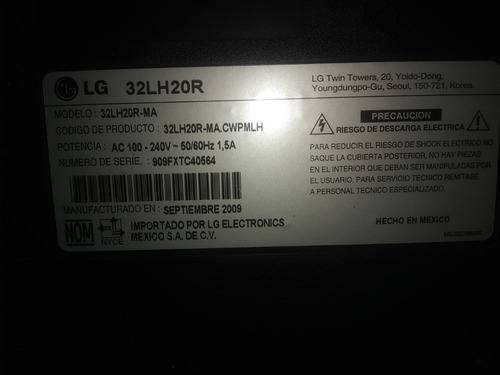 LG 32LH20R
LG Twin Towers, 20, Yoido-Dong,
Youngdungpo-Gu, Seoul, 150-721, Korea.
MODELO : 32LH20R-MA
CODIGO DE PRODUCTO : 32LH20R-MA.CWPMLH
POTENCIA : AC 100 - 240V ~ 50/60Hz 1,5A
NUMERO DE SERIE. : 909FXTC40564
MANUFACTURADO EN : SEPTIEMBRE 2009
NOM
NYCE
IMPORTADO POR LG ELECTRONICS
MEXICO S.A. DE C.V.
PRECAUCION
RIESGO DE DESCARGA ELECTRICA
PARA REDUCIR EL RIESGO DE SHOCK ELECTRICO NO
SAQUE LA CUBIERTA POSTERIOR, NO HAY PIEZAS
EN EL INTERIOR QUE DEBAN SER MANIPULADAS POR
EL USUARIO, PARA SERVICIO TECNICO REMITASE
A PERSONAL TECNICO ESPECIALIZADO.
HECHO EN MEXICO